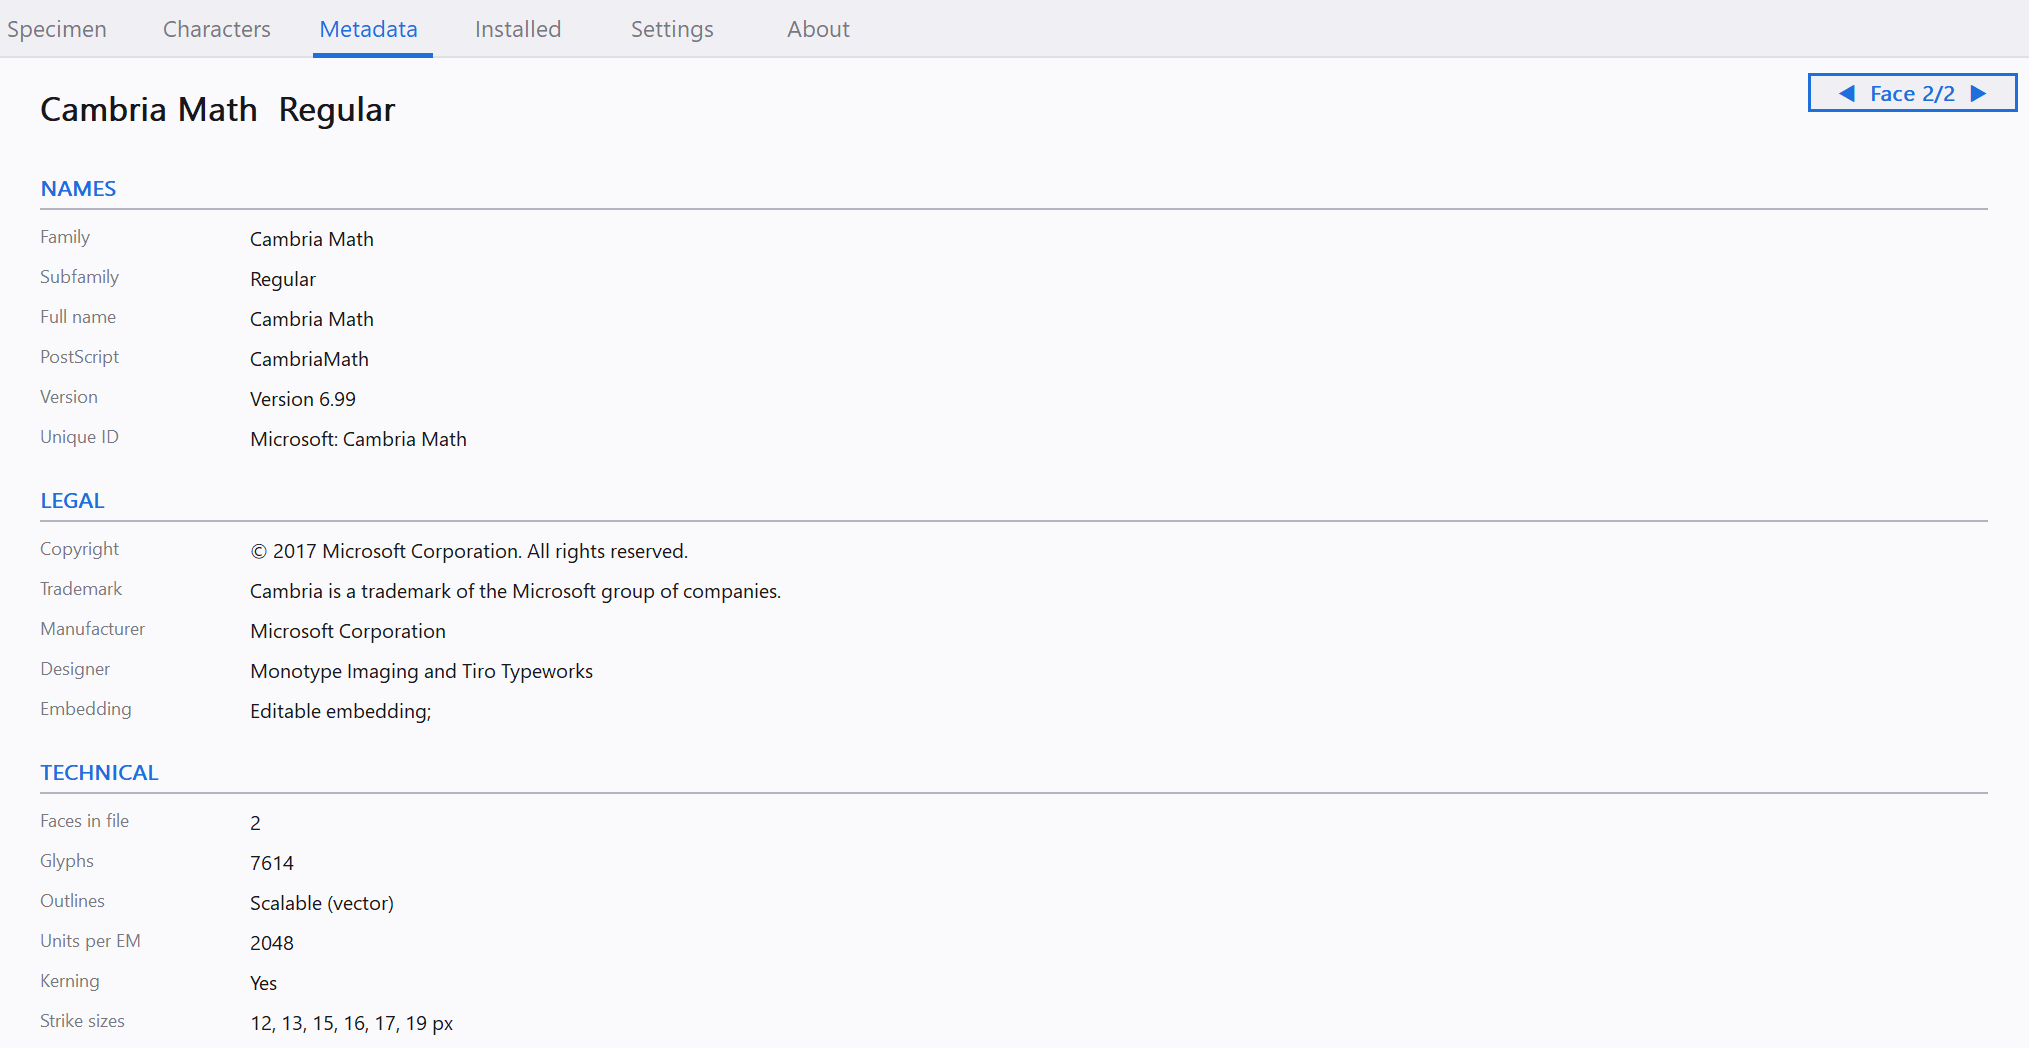 Specimen Characters Metadata Installed Settings About
Cambria Math Regular
◀ Face 2/2 ▶
NAMES
Family Cambria Math
Subfamily Regular
Full name Cambria Math
PostScript CambriaMath
Version Version 6.99
Unique ID Microsoft: Cambria Math
LEGAL
Copyright © 2017 Microsoft Corporation. All rights reserved.
Trademark Cambria is a trademark of the Microsoft group of companies.
Manufacturer Microsoft Corporation
Designer Monotype Imaging and Tiro Typeworks
Embedding Editable embedding;
TECHNICAL
Faces in file 2
Glyphs 7614
Outlines Scalable (vector)
Units per EM 2048
Kerning Yes
Strike sizes 12, 13, 15, 16, 17, 19 px